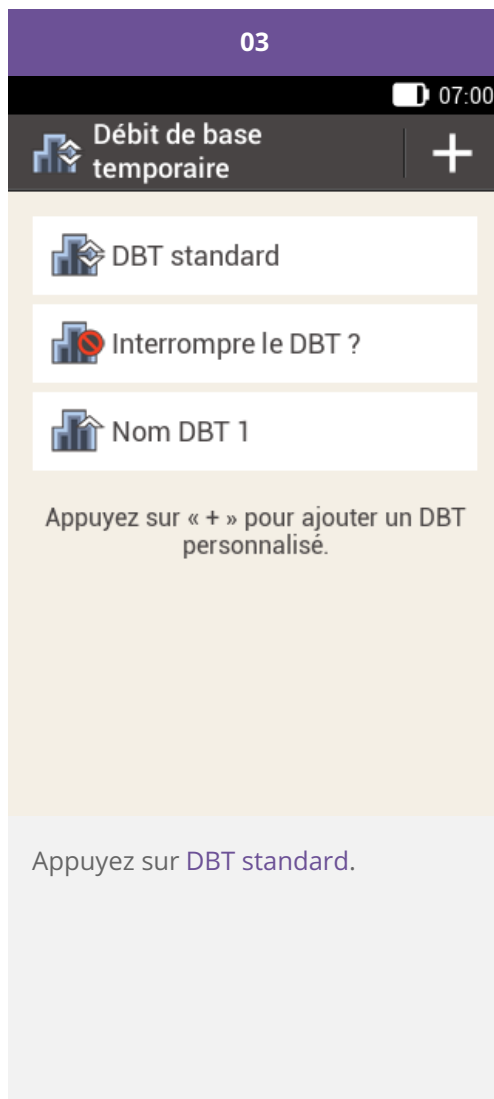 03
07:00
Débit de base
temporaire
DBT standard
Interrompre le DBT ?
Nom DBT 1
Appuyez sur « + » pour ajouter un DBT
personnalisé.
Appuyez sur DBT standard.